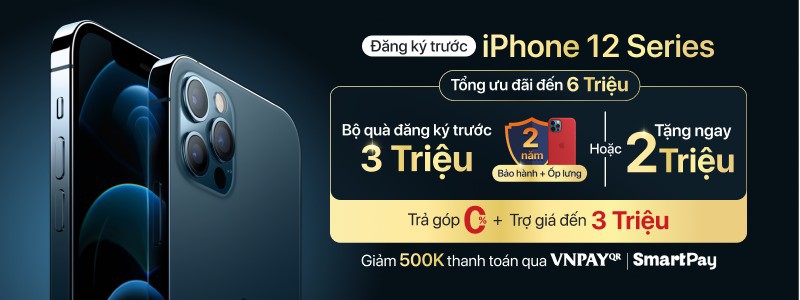 Đăng ký trước iPhone 12 Series
Tổng ưu đãi đến 6 Triệu
Bộ quà đăng ký trước
3 Triệu
2
năm
Bảo hành + Ốp lưng
Hoặc
Tặng ngay
2 Triệu
Trả góp 0% + Trợ giá đến 3 Triệu
Giảm 500K thanh toán qua VNPAYQR | SmartPay